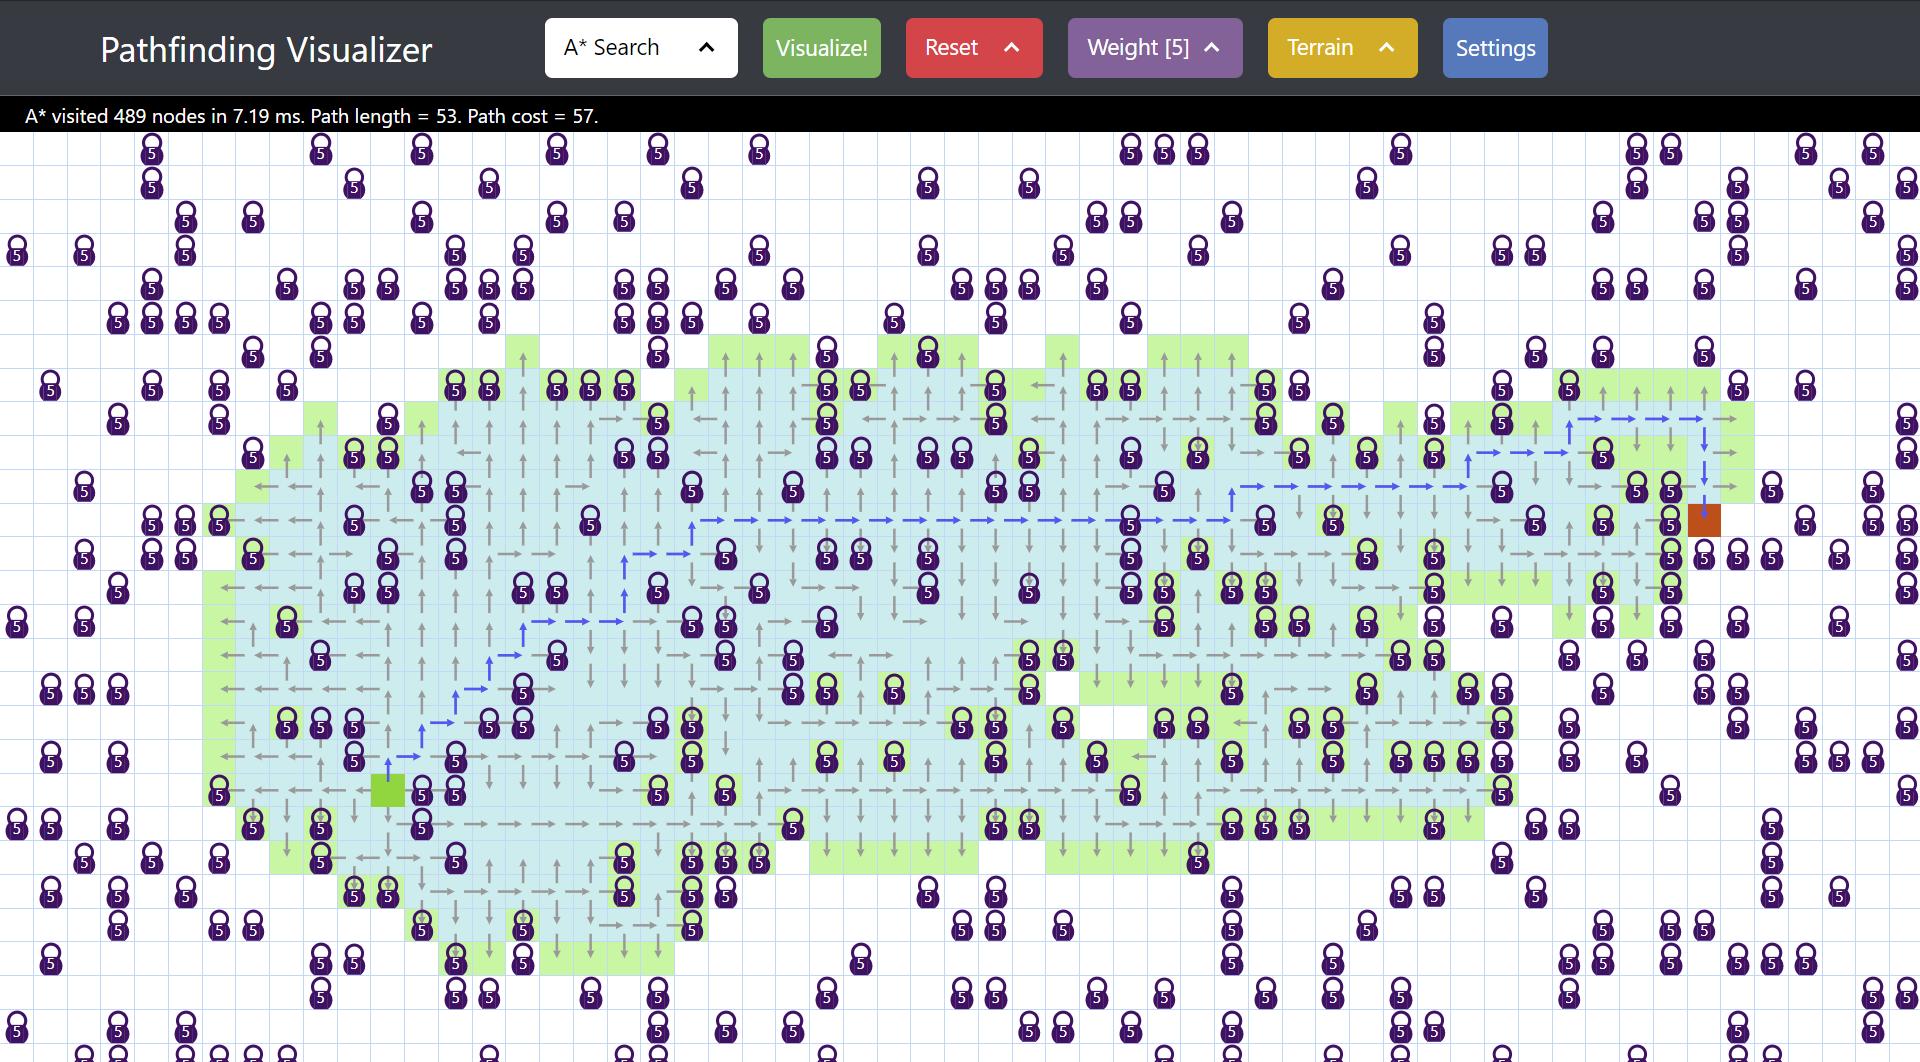 Pathfinding Visualizer
A* Search
Visualize!
Reset
Weight [5]
Terrain
Settings
A* visited 489 nodes in 7.19 ms. Path length = 53. Path cost = 57.